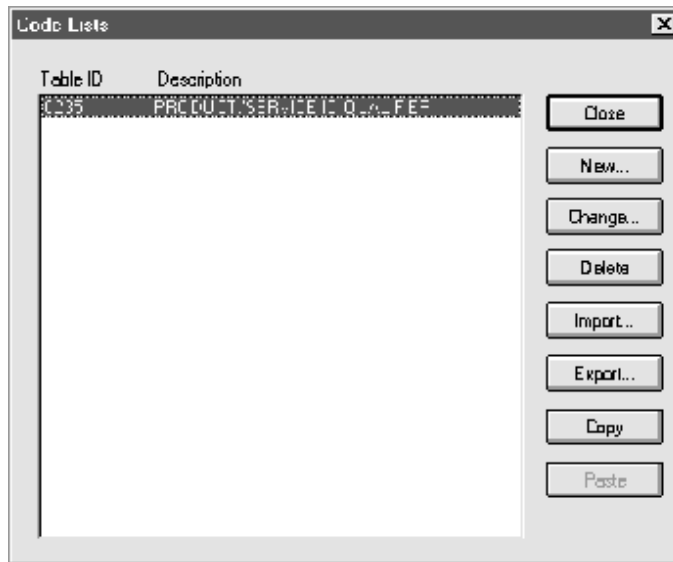 Code Lists
Table ID Description
0235 PRODUCT/SERVICE ID QUALIFIER
Close
New...
Change...
Delete
Import...
Export...
Copy
Paste